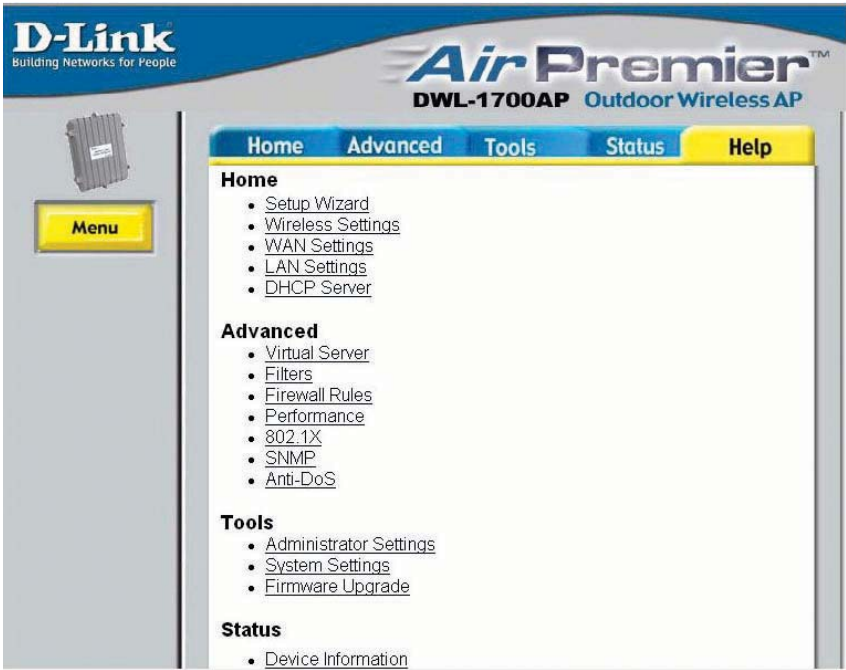 D-Link
Building Networks for People
Air Premier™
DWL-1700AP Outdoor Wireless AP
Menu
Home Advanced Tools Status Help
Home
• Setup Wizard
• Wireless Settings
• WAN Settings
• LAN Settings
• DHCP Server
Advanced
• Virtual Server
• Filters
• Firewall Rules
• Performance
• 802.1X
• SNMP
• Anti-DoS
Tools
• Administrator Settings
• System Settings
• Firmware Upgrade
Status
• Device Information